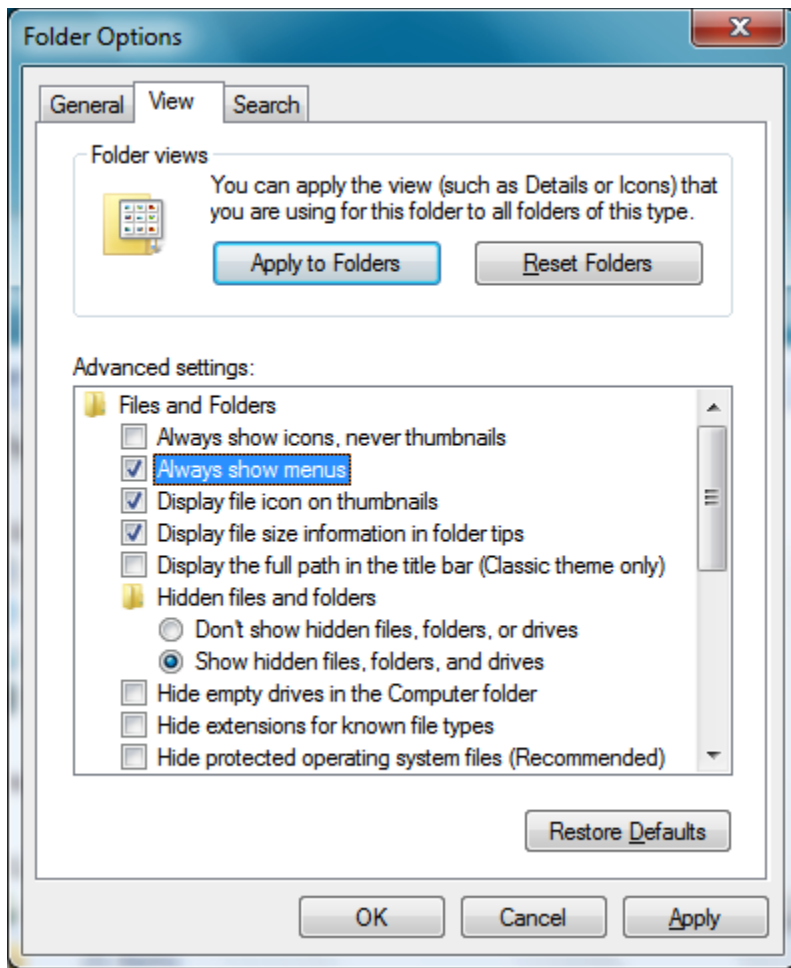 Folder Options
General View Search
Folder views
You can apply the view (such as Details or Icons) that
you are using for this folder to all folders of this type.
Apply to Folders Reset Folders
Advanced settings:
Files and Folders
Always show icons, never thumbnails
Always show menus
Display file icon on thumbnails
Display file size information in folder tips
Display the full path in the title bar (Classic theme only)
Hidden files and folders
Don't show hidden files, folders, or drives
Show hidden files, folders, and drives
Hide empty drives in the Computer folder
Hide extensions for known file types
Hide protected operating system files (Recommended)
Restore Defaults
OK Cancel Apply